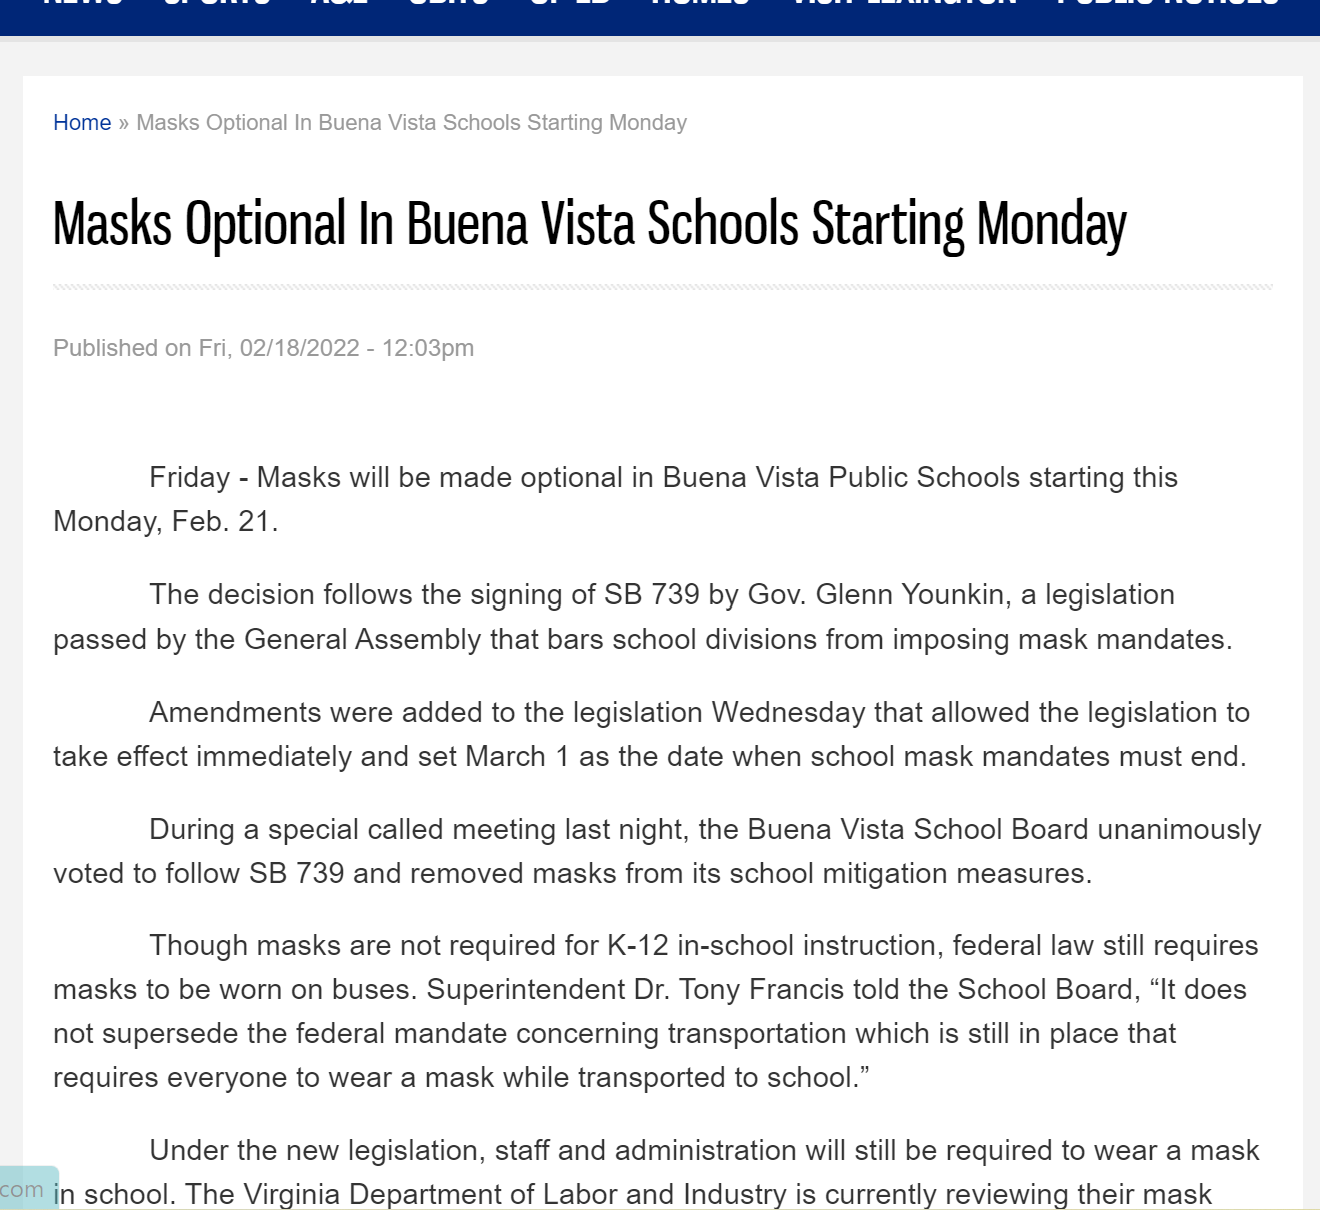 NEWS SPORTS A&E OBITS OP-ED HOMES VISIT LEXINGTON PUBLIC NOTICES
Home » Masks Optional In Buena Vista Schools Starting Monday
Masks Optional In Buena Vista Schools Starting Monday
Published on Fri, 02/18/2022 - 12:03pm
Friday - Masks will be made optional in Buena Vista Public Schools starting this
Monday, Feb. 21.
The decision follows the signing of SB 739 by Gov. Glenn Younkin, a legislation
passed by the General Assembly that bars school divisions from imposing mask mandates.
Amendments were added to the legislation Wednesday that allowed the legislation to
take effect immediately and set March 1 as the date when school mask mandates must end.
During a special called meeting last night, the Buena Vista School Board unanimously
voted to follow SB 739 and removed masks from its school mitigation measures.
Though masks are not required for K-12 in-school instruction, federal law still requires
masks to be worn on buses. Superintendent Dr. Tony Francis told the School Board, “It does
not supersede the federal mandate concerning transportation which is still in place that
requires everyone to wear a mask while transported to school.”
Under the new legislation, staff and administration will still be required to wear a mask
in school. The Virginia Department of Labor and Industry is currently reviewing their mask
com